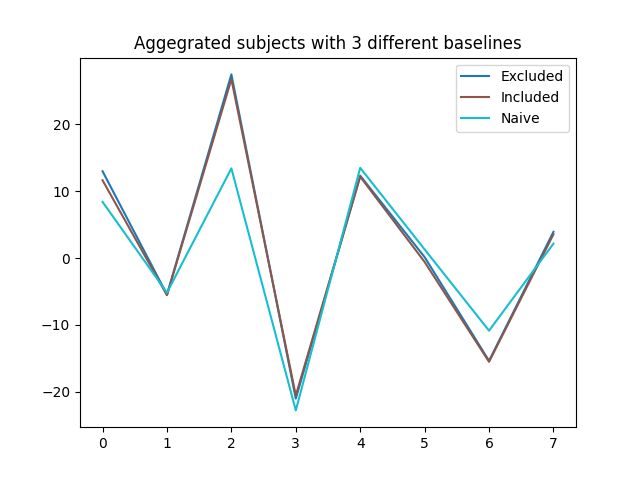 Aggegrated subjects with 3 different baselines
Excluded
Included
Naive
20
10
0
−10
−20
0 1 2 3 4 5 6 7